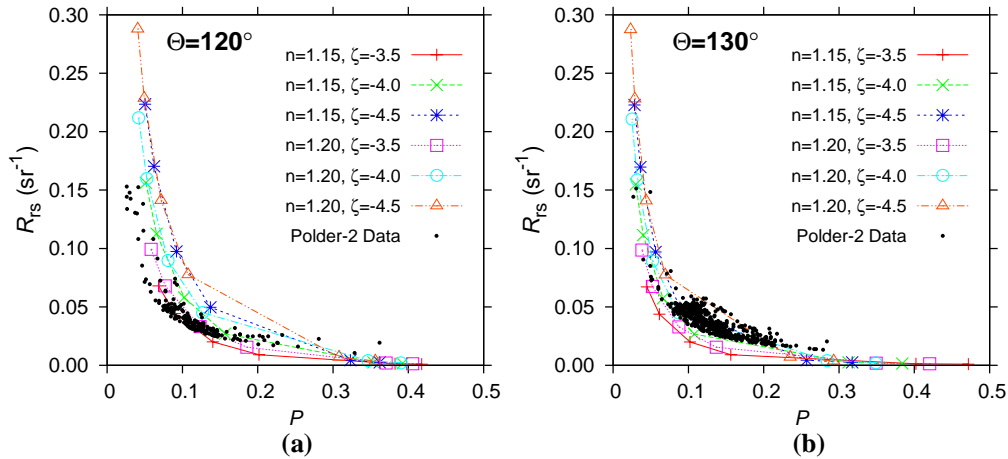 Θ=120°
n=1.15, ζ=-3.5
n=1.15, ζ=-4.0
n=1.15, ζ=-4.5
n=1.20, ζ=-3.5
n=1.20, ζ=-4.0
n=1.20, ζ=-4.5
Polder-2 Data
0.30
0.25
0.20
0.15
0.10
0.05
0.00
R_rs (sr^-1)
0 0.1 0.2 0.3 0.4 0.5
P
(a)
Θ=130°
n=1.15, ζ=-3.5
n=1.15, ζ=-4.0
n=1.15, ζ=-4.5
n=1.20, ζ=-3.5
n=1.20, ζ=-4.0
n=1.20, ζ=-4.5
Polder-2 Data
0.30
0.25
0.20
0.15
0.10
0.05
0.00
R_rs (sr^-1)
0 0.1 0.2 0.3 0.4 0.5
P
(b)